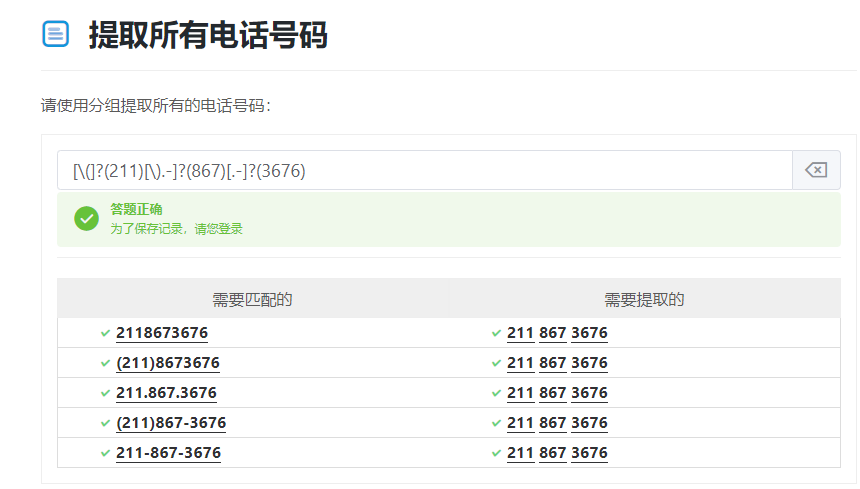 提取所有电话号码
请使用分组提取所有的电话号码：
[\(]?(211)[\).-]?(867)[.-]?(3676)
答题正确
为了保存记录，请您登录
需要匹配的 需要提取的
2118673676 211 867 3676
(211)8673676 211 867 3676
211.867.3676 211 867 3676
(211)867-3676 211 867 3676
211-867-3676 211 867 3676